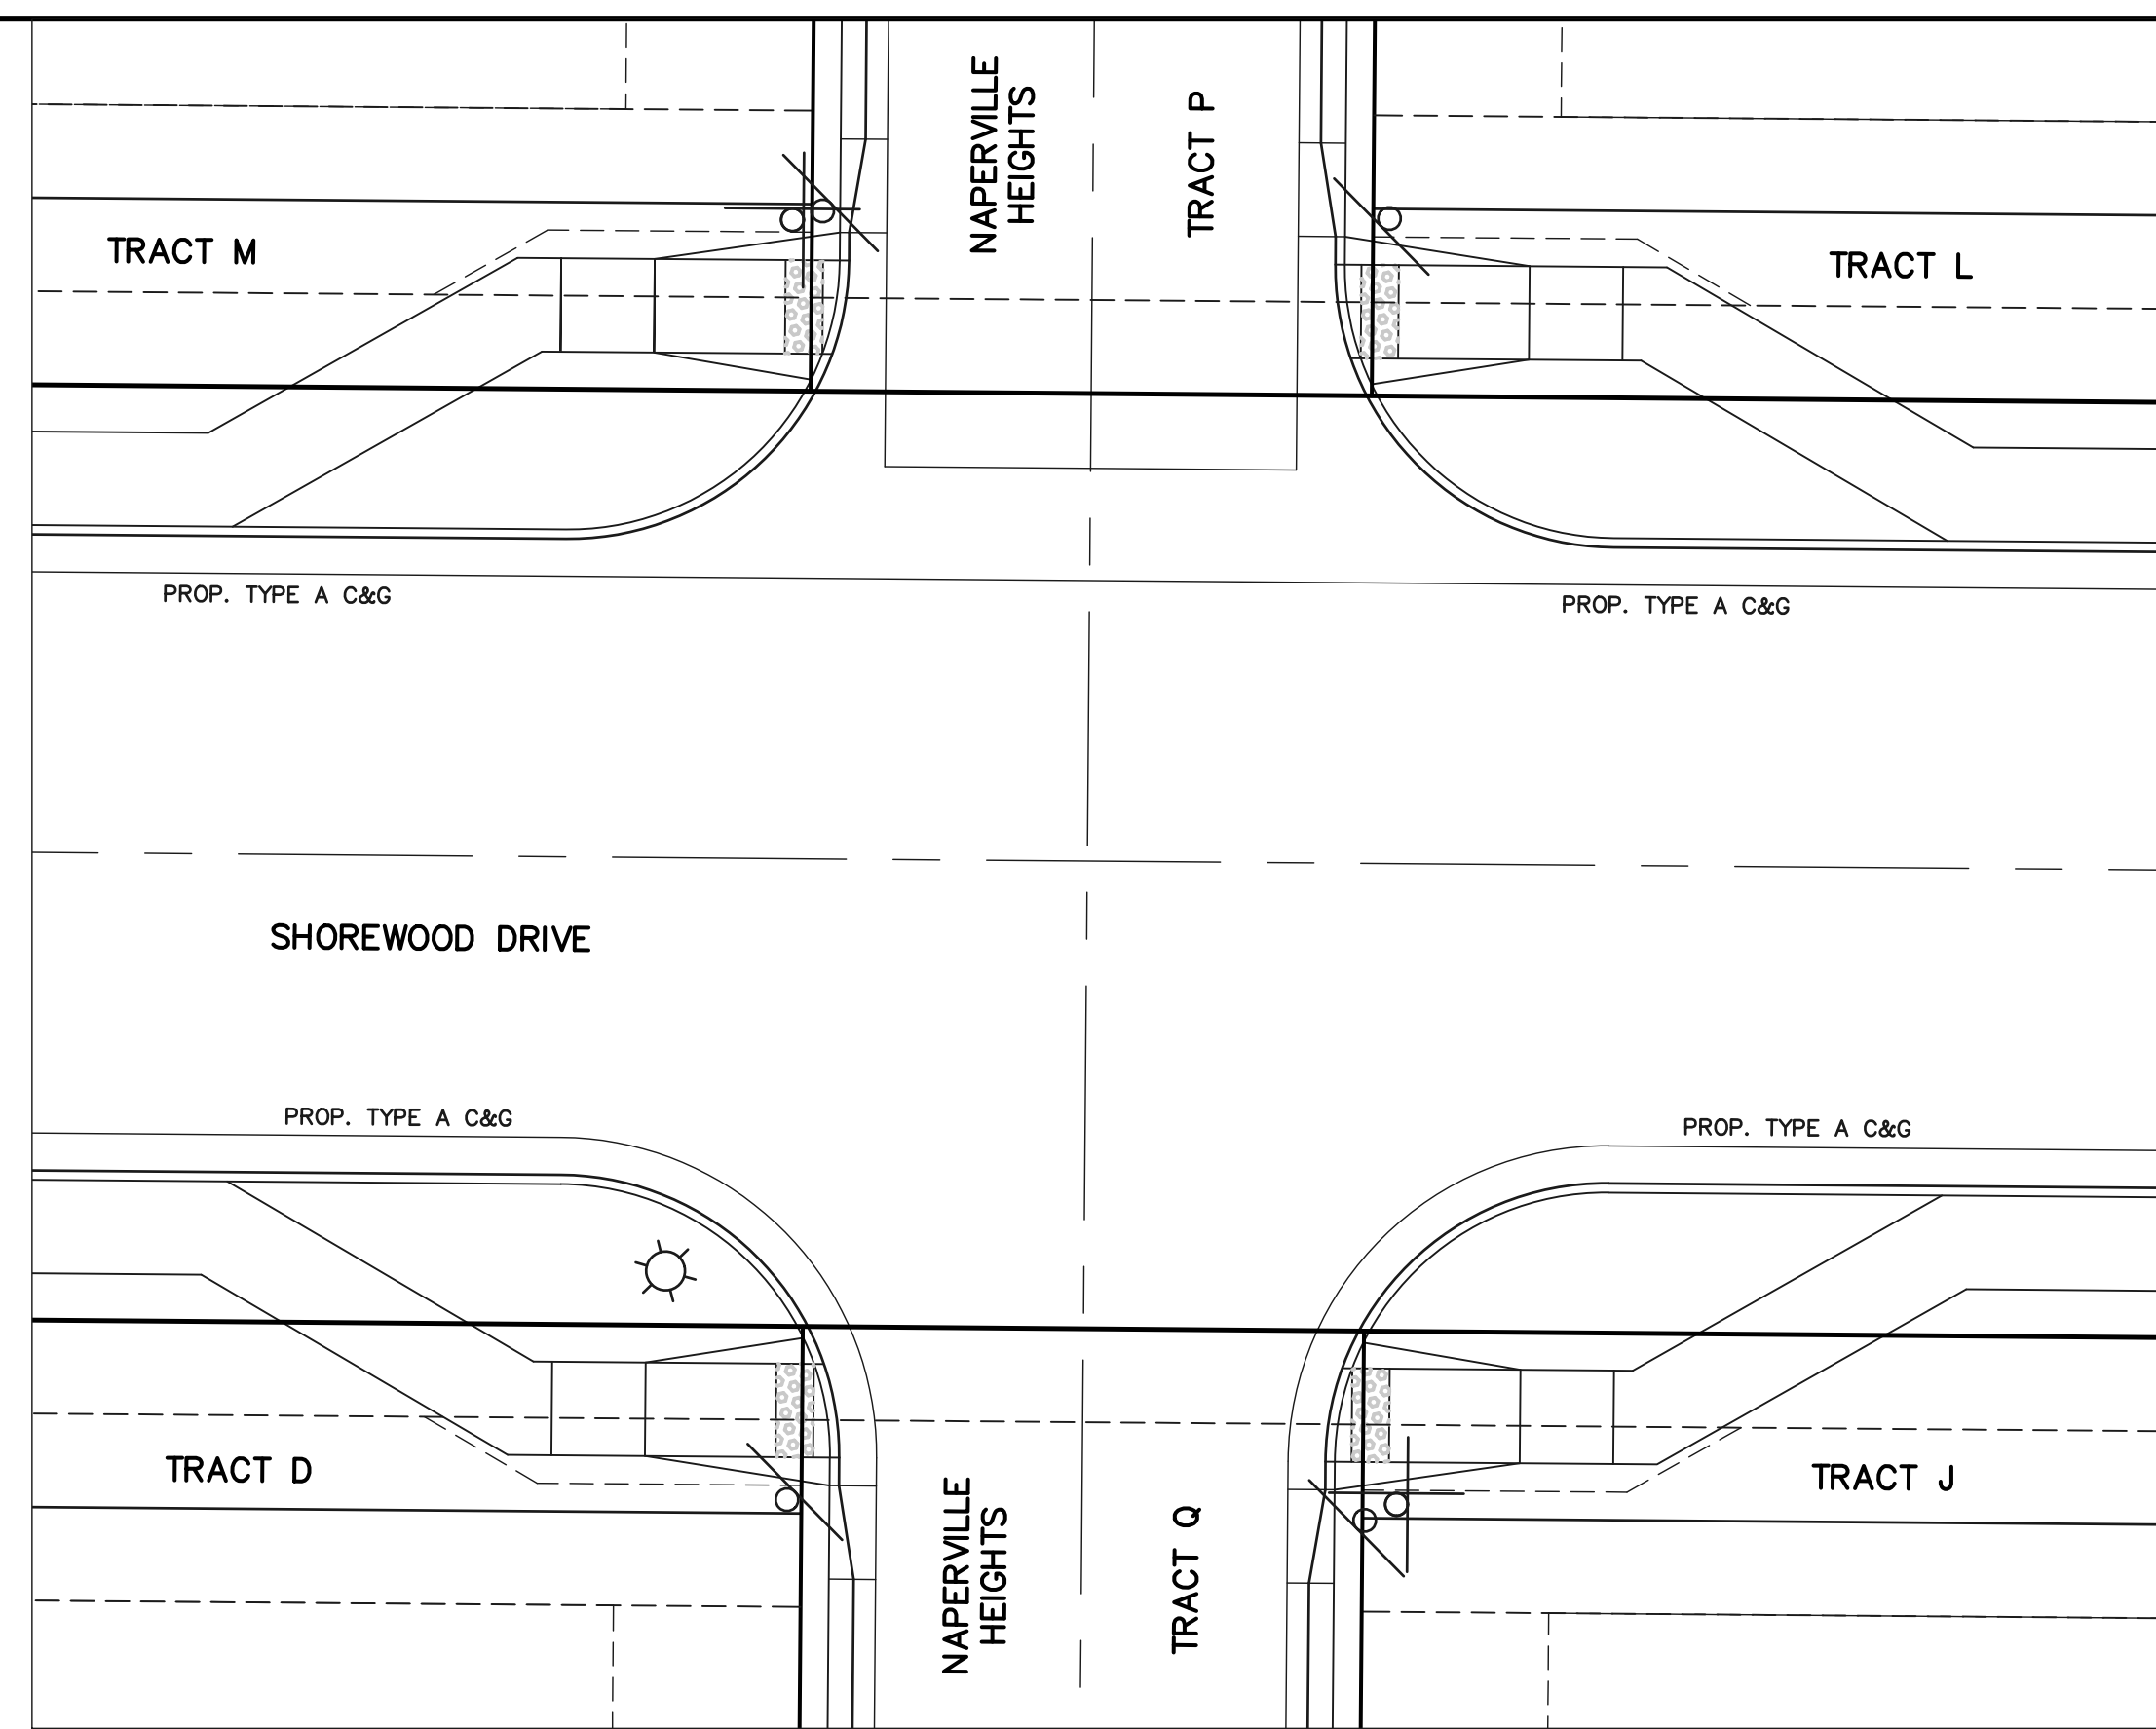 NAPERVILLE
HEIGHTS
TRACT P
TRACT M
TRACT L
PROP. TYPE A C&G
PROP. TYPE A C&G
SHOREWOOD DRIVE
PROP. TYPE A C&G
PROP. TYPE A C&G
TRACT D
TRACT J
NAPERVILLE
HEIGHTS
TRACT Q